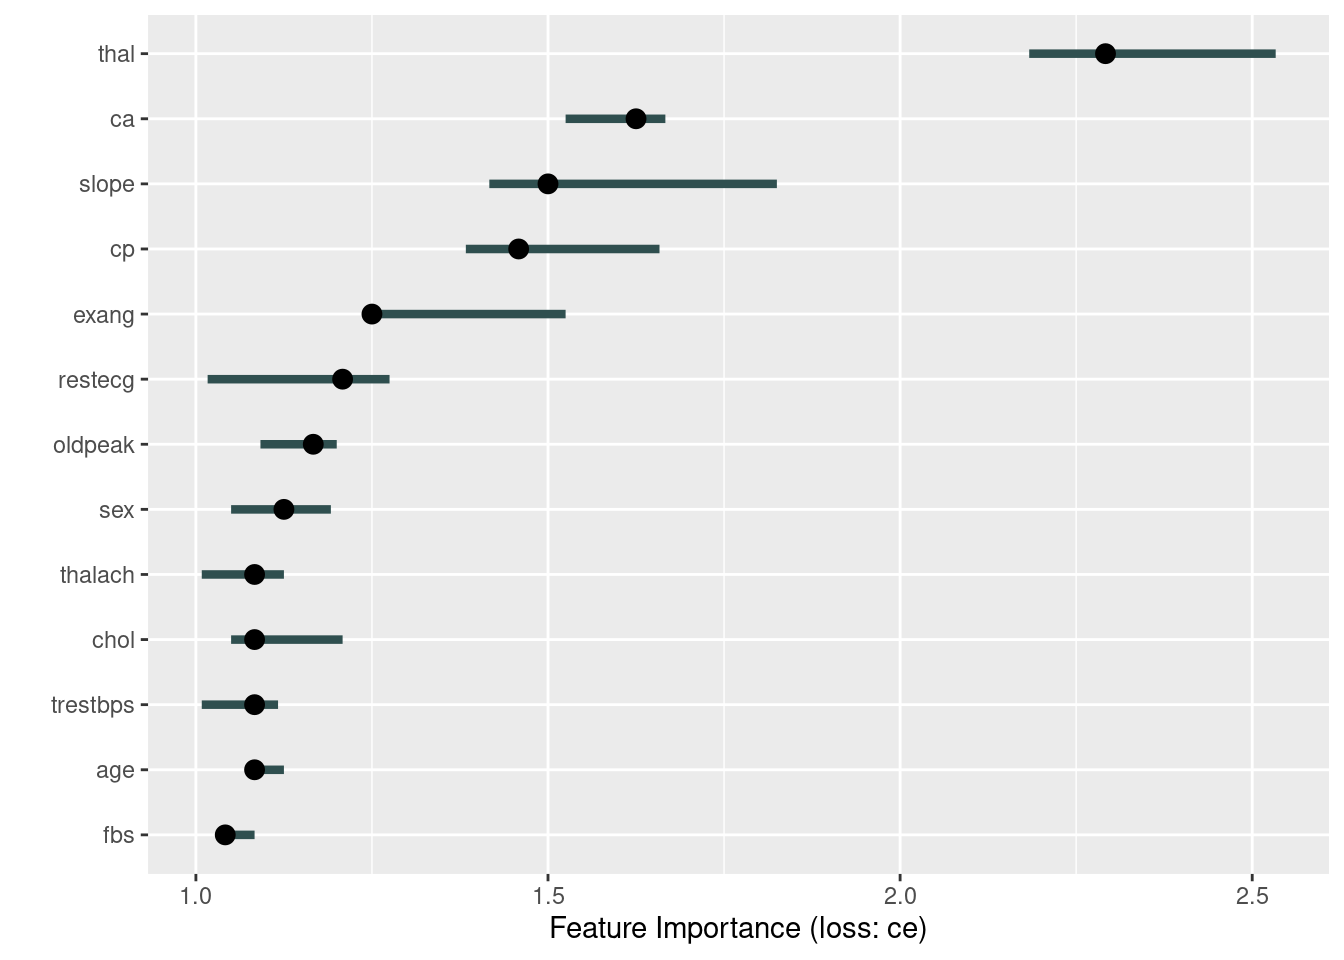 thal
ca
slope
cp
exang
restecg
oldpeak
sex
thalach
chol
trestbps
age
fbs
1.0 1.5 2.0 2.5
Feature Importance (loss: ce)